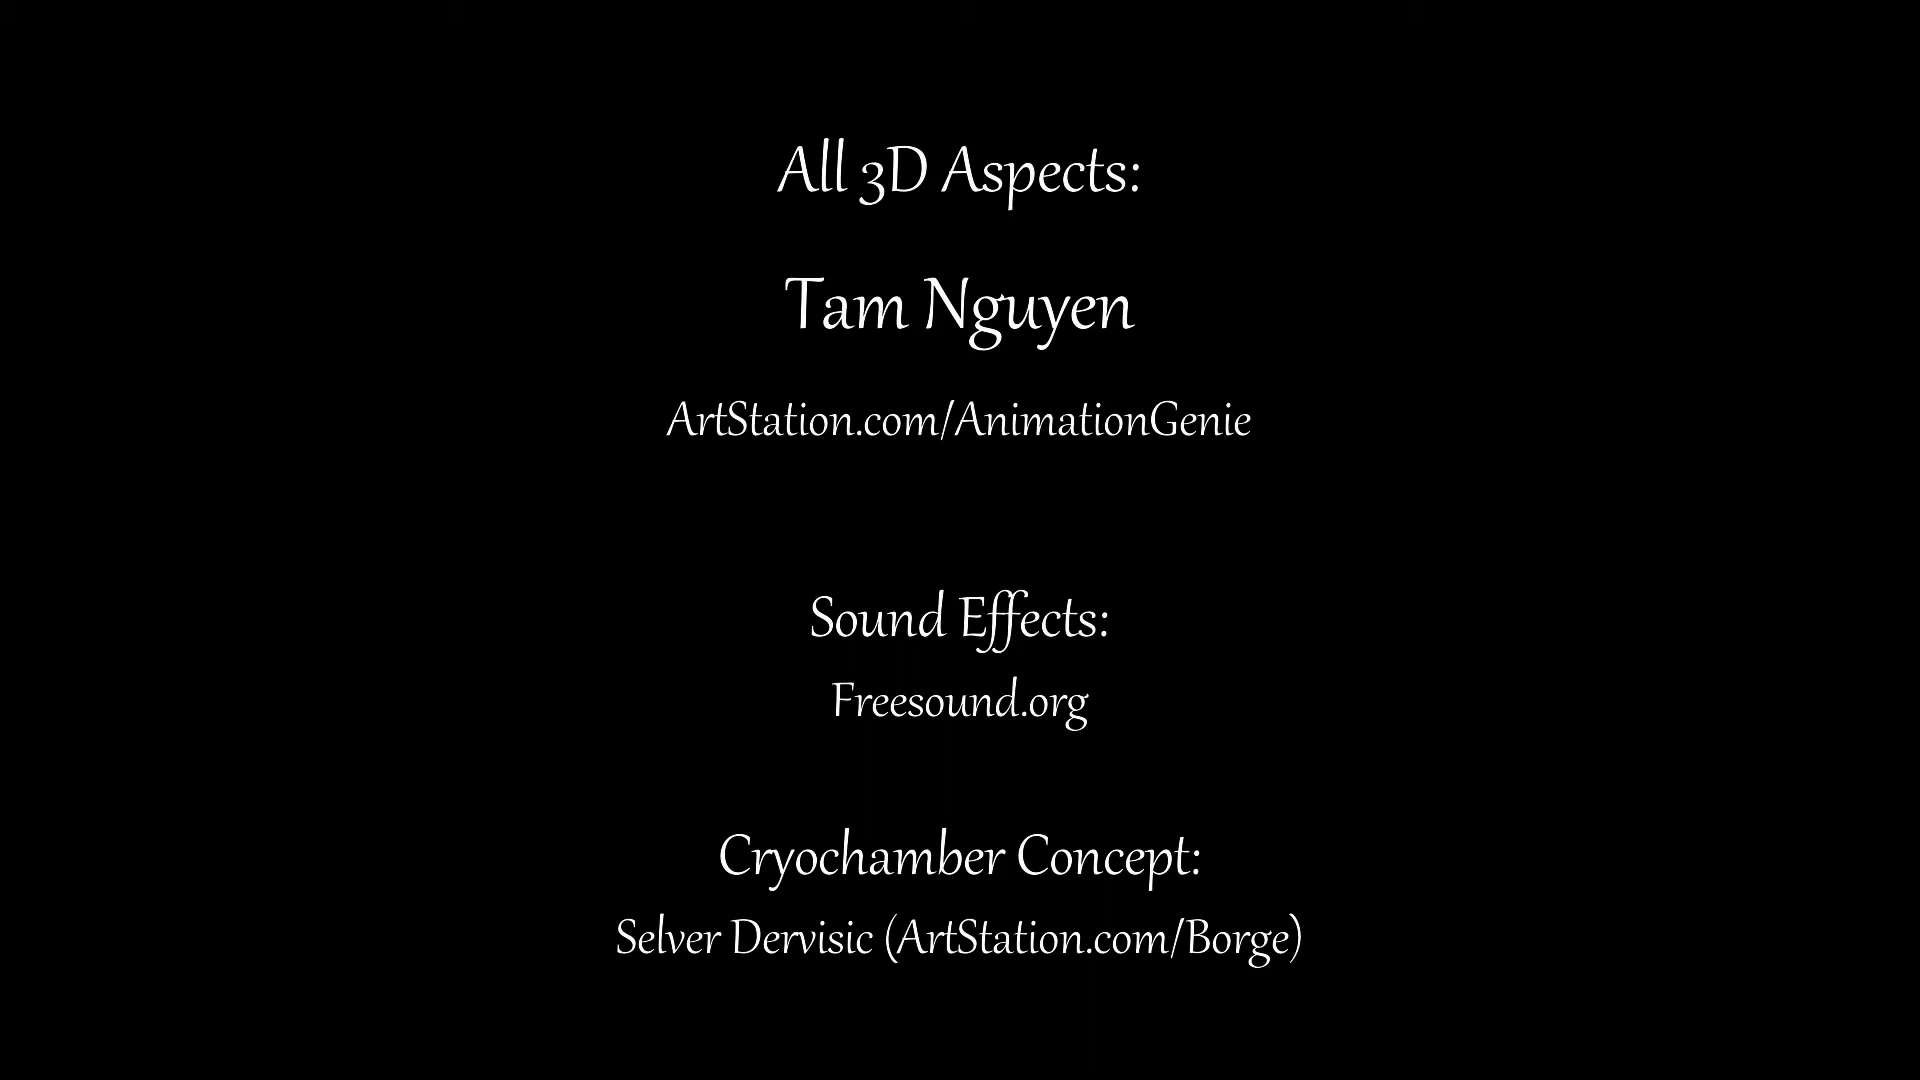 All 3D Aspects:
Tam Nguyen
ArtStation.com/AnimationGenie
Sound Effects:
Freesound.org
Cryochamber Concept:
Selver Dervisic (ArtStation.com/Borge)